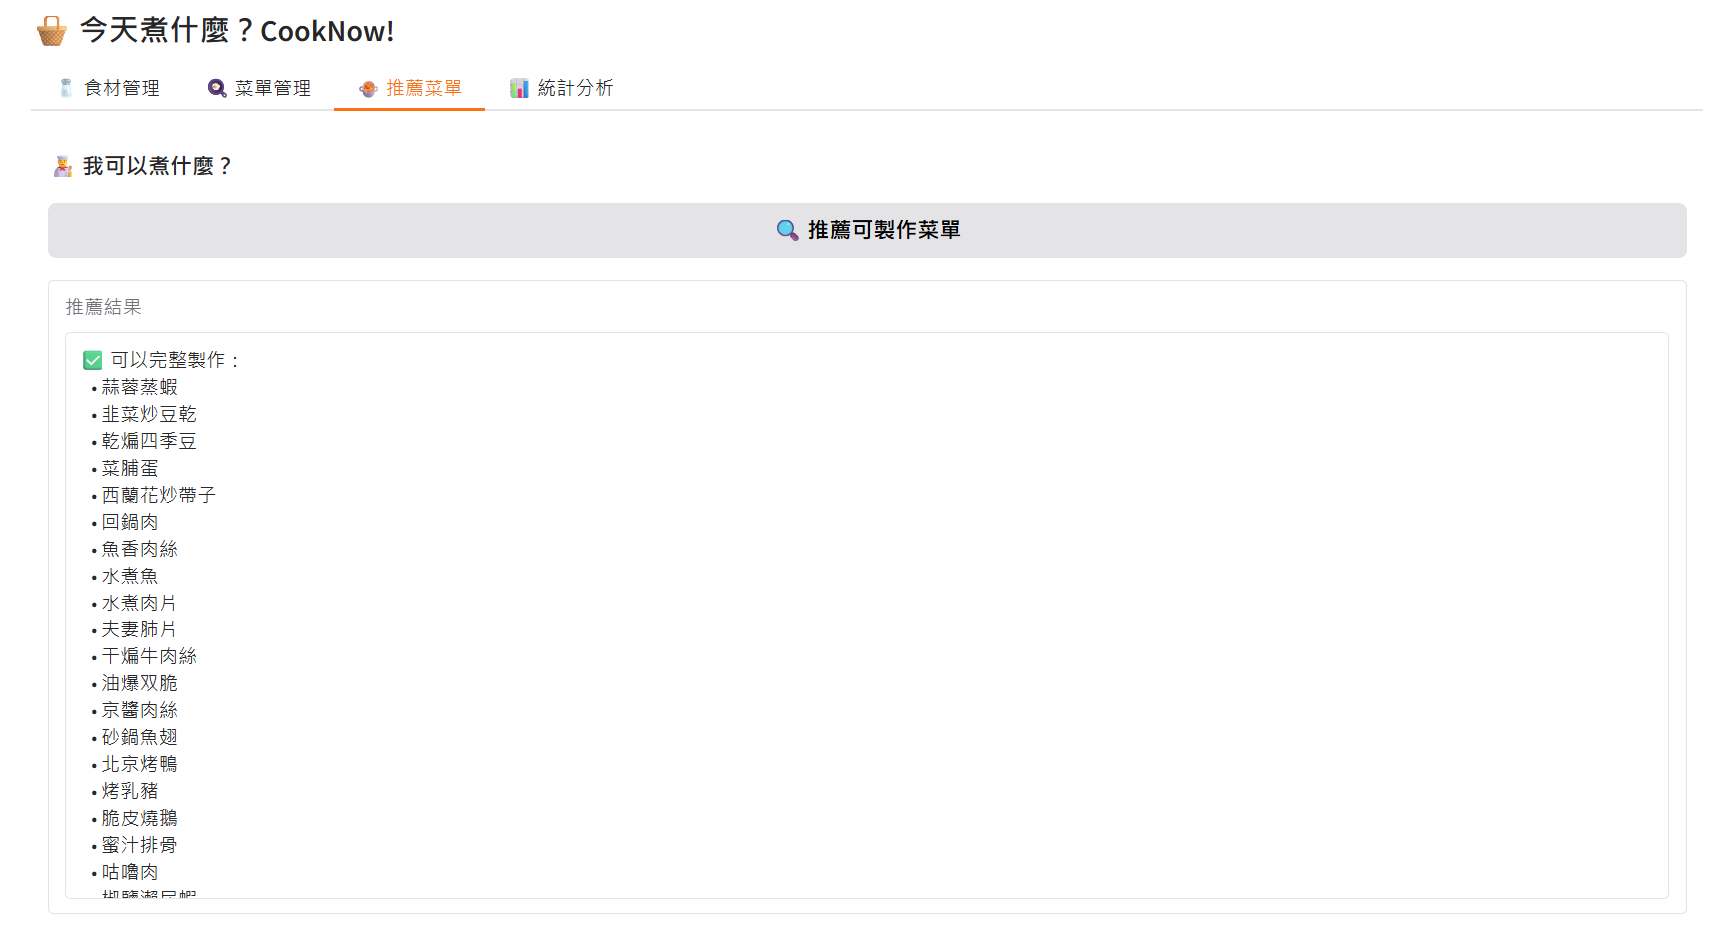 今天煮什麼？CookNow!
食材管理
菜單管理
推薦菜單
統計分析
我可以煮什麼？
推薦可製作菜單
推薦結果
可以完整製作：
• 蒜蓉蒸蝦
• 韭菜炒豆乾
• 乾煸四季豆
• 菜脯蛋
• 西蘭花炒帶子
• 回鍋肉
• 魚香肉絲
• 水煮魚
• 水煮肉片
• 夫妻肺片
• 干煸牛肉絲
• 油爆双脆
• 京醬肉絲
• 砂鍋魚翅
• 北京烤鴨
• 烤乳豬
• 脆皮燒鵝
• 蜜汁排骨
• 咕嚕肉